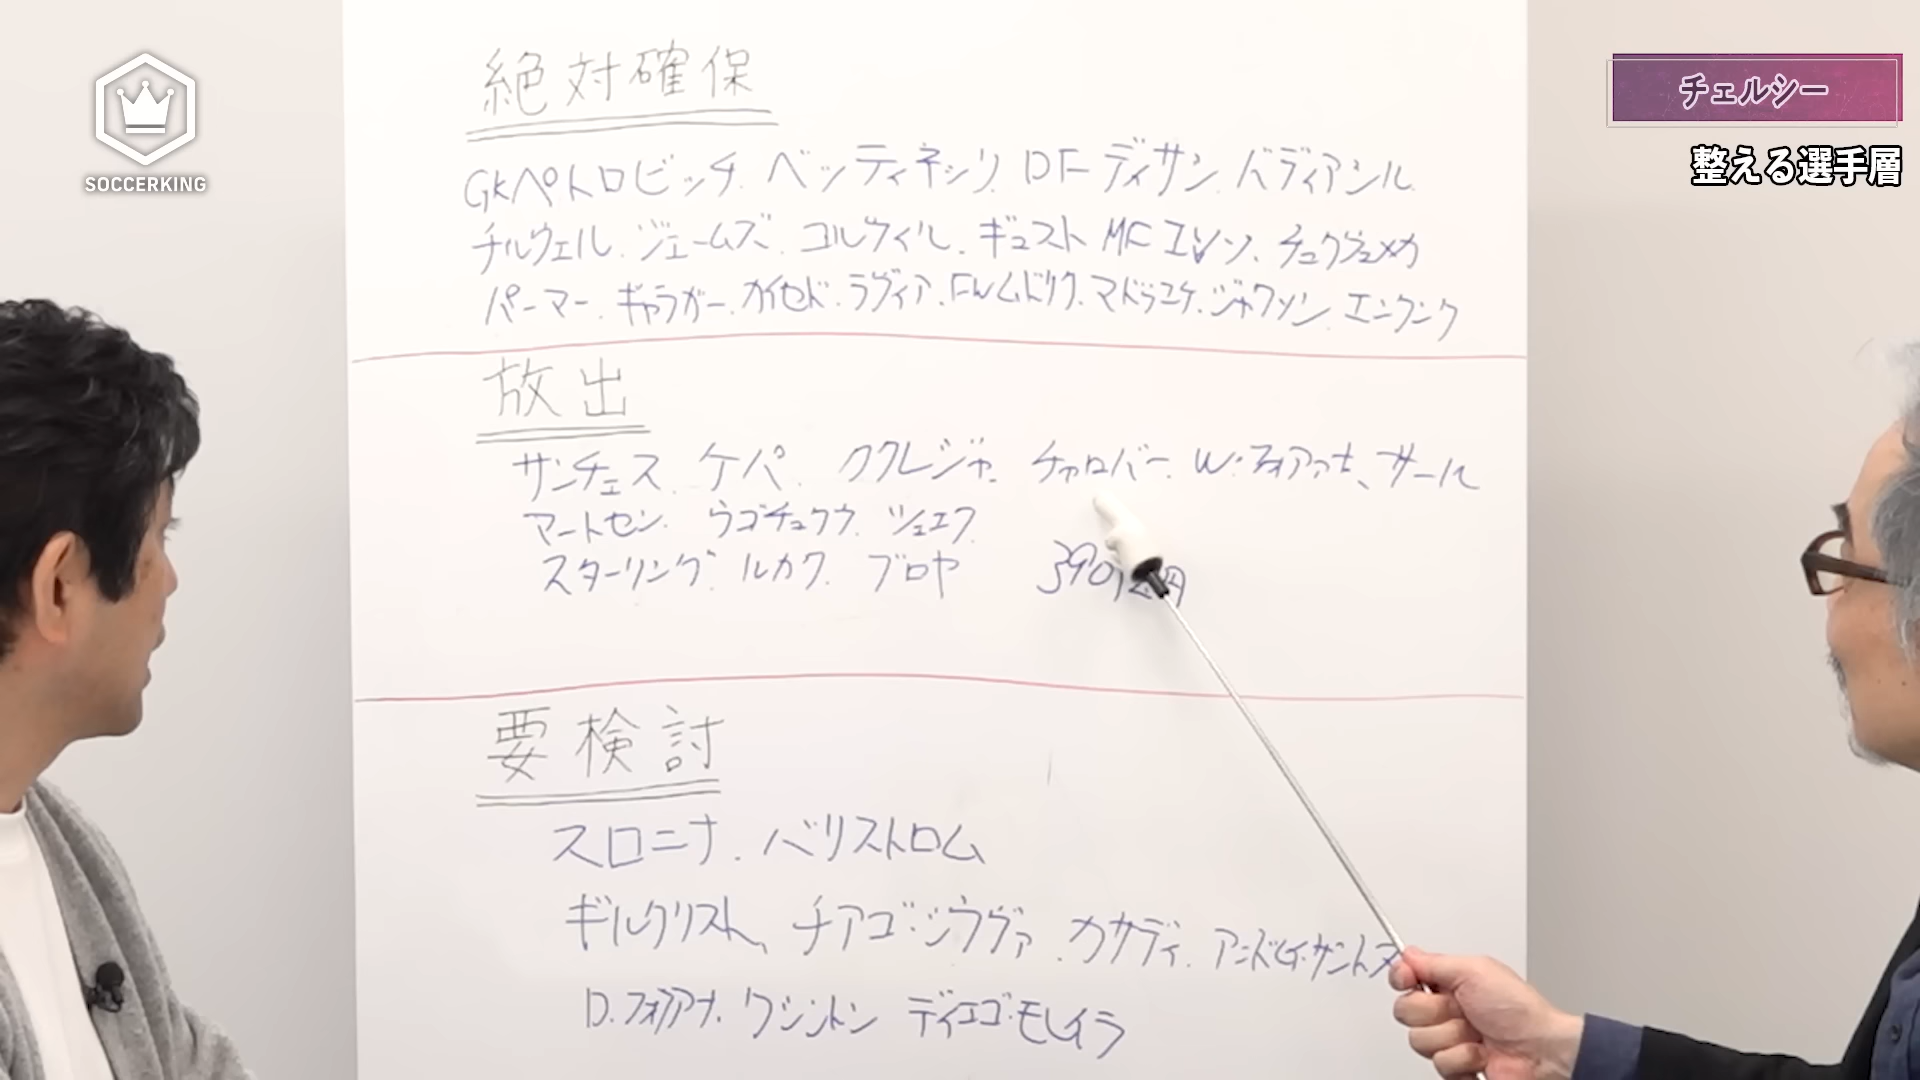 SOCCERKING
チェルシー
整える選手層
絶対確保
GKペトロビッチ.ベッティネッリ DFディサシ.バディアシル
チルウェル.ジェームズ.コルウィル.ギュスト MFエンソ、チュクウェメカ
パーマー.ギャラガー.カイセド.ラヴィア.FWムドリク.マドゥエケ.ジャクソン.エンクンク
放出
サンチェス.ケパ.ククレジャ.チャロバー.W・フォファナ、サール
マートセン.ウゴチュクウ.ツィエフ.
スターリング ルカク.ブロヤ 390億円
要検討
スロニナ.ベリストロム
ギルクリスト、チアゴ・シウヴァ.カサディ.アンドレイ・サントス
D.フォファナ.ワシントン ディエゴ・モレイラ